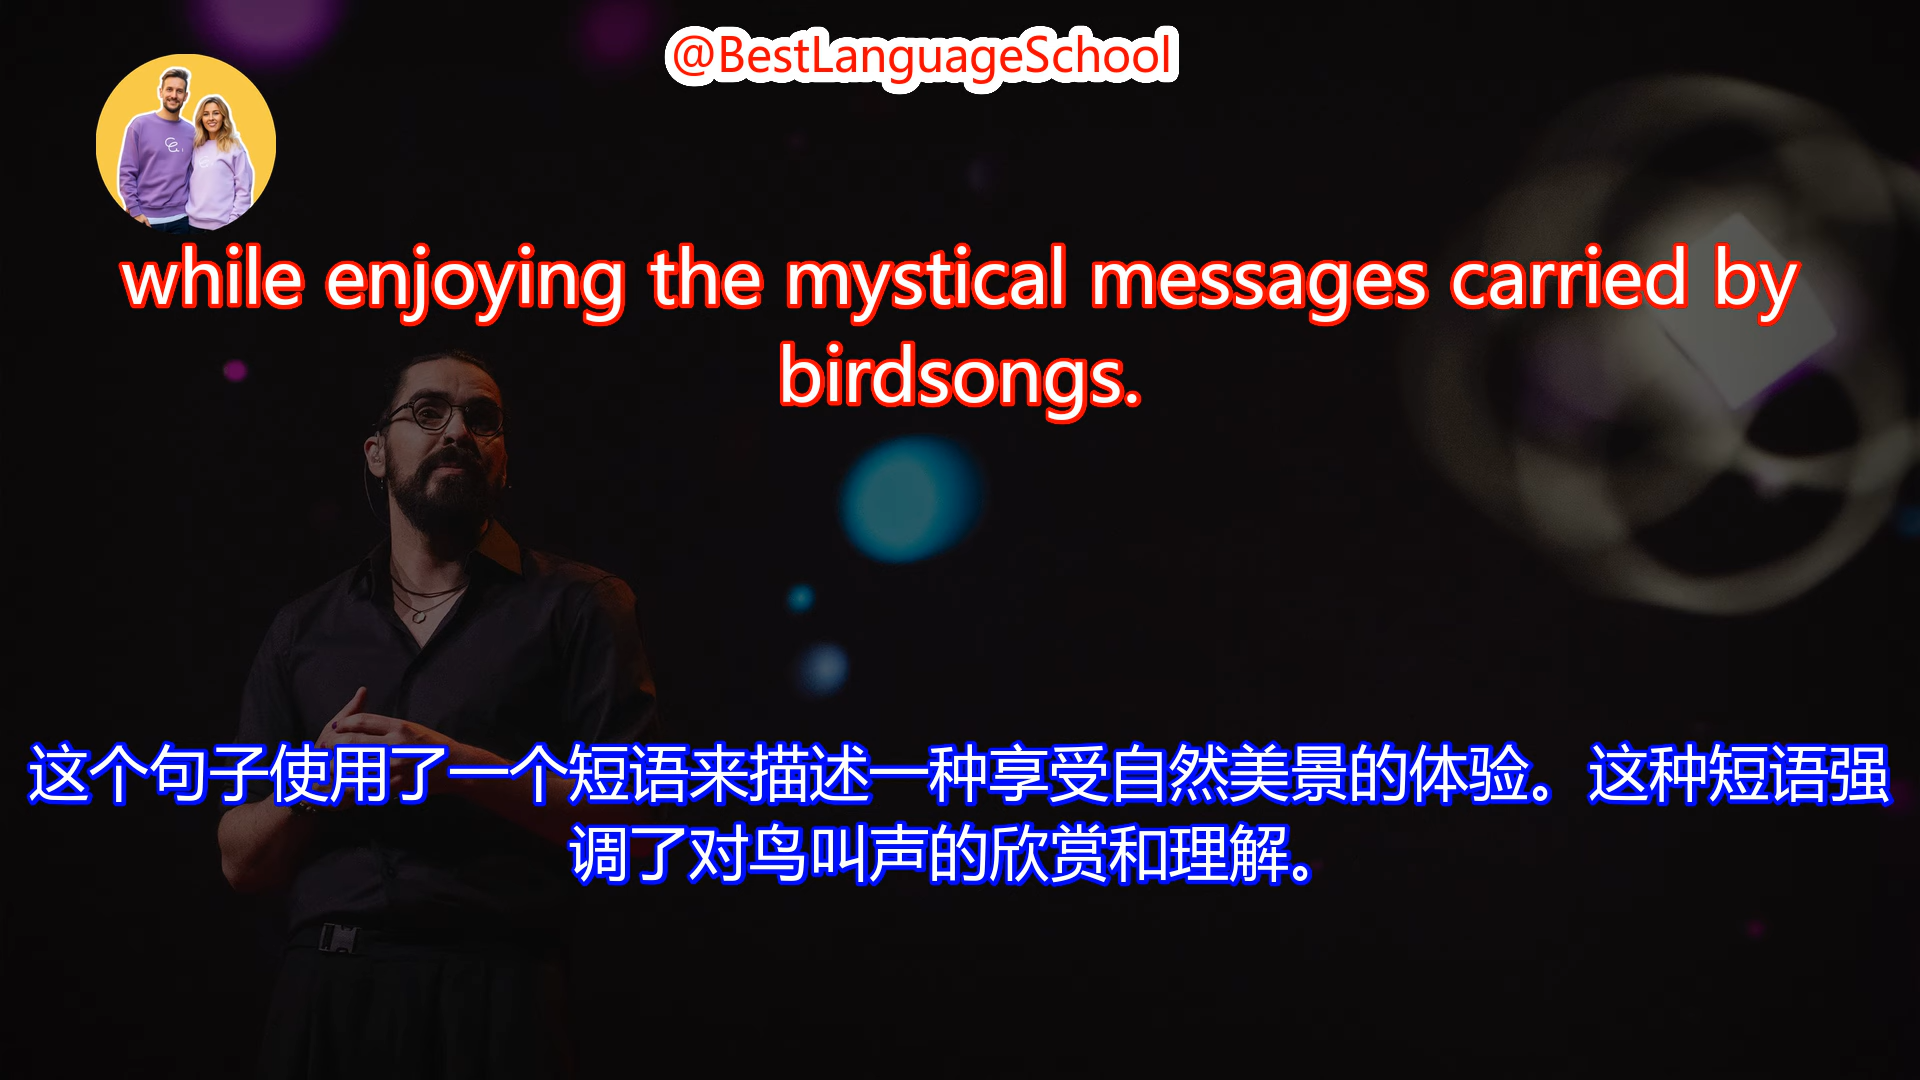 @BestLanguageSchool
while enjoying the mystical messages carried by
birdsongs.
这个句子使用了一个短语来描述一种享受自然美景的体验。这种短语强
调了对鸟叫声的欣赏和理解。